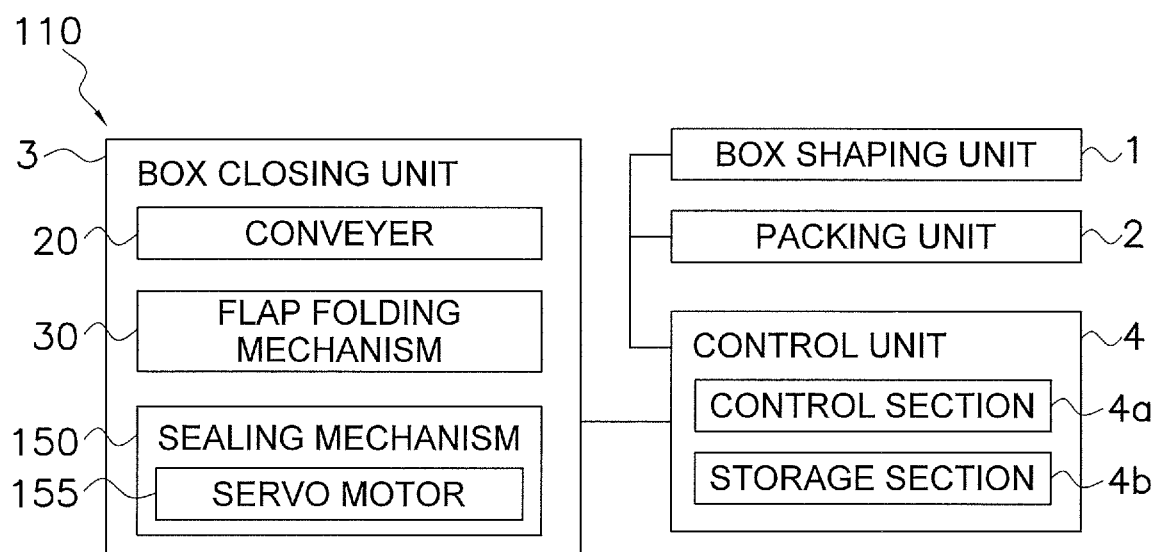 110
3
BOX CLOSING UNIT
20
CONVEYER
30
FLAP FOLDING
MECHANISM
150
SEALING MECHANISM
155
SERVO MOTOR
BOX SHAPING UNIT
1
PACKING UNIT
2
CONTROL UNIT
4
CONTROL SECTION
4a
STORAGE SECTION
4b